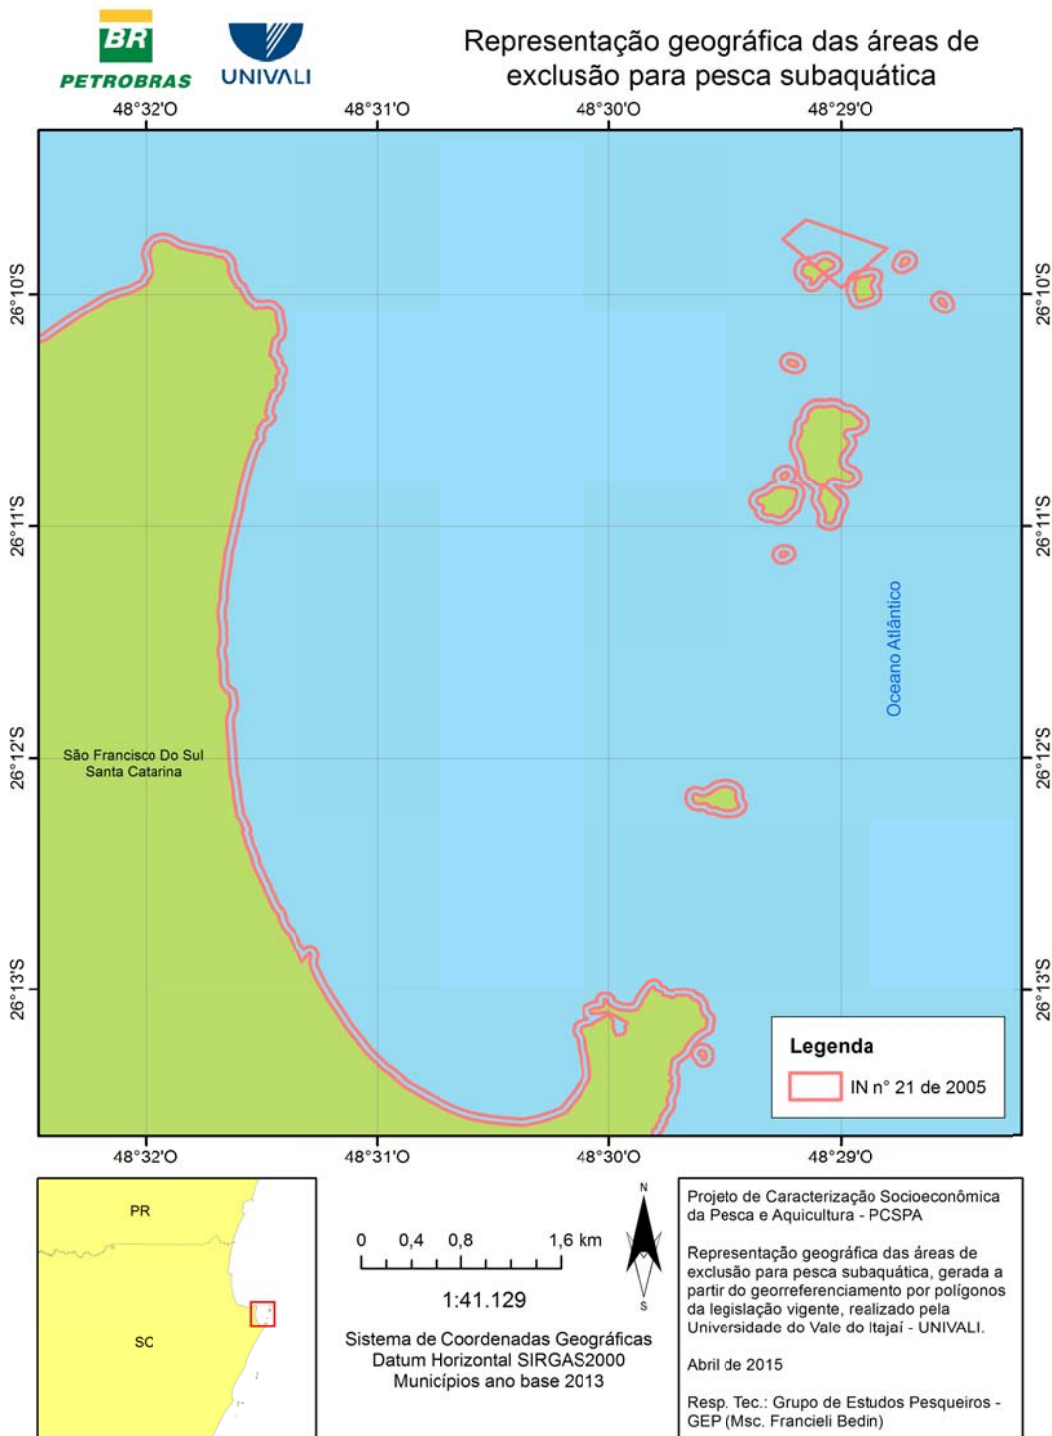 BR
PETROBRAS
UNIVALI
Representação geográfica das áreas de
exclusão para pesca subaquática
48°32'O
48°31'O
48°30'O
48°29'O
26°10'S
26°10'S
26°11'S
26°11'S
Oceano Atlântico
São Francisco Do Sul
Santa Catarina
26°12'S
26°12'S
26°13'S
26°13'S
Legenda
IN n° 21 de 2005
48°32'O
48°31'O
48°30'O
48°29'O
PR
SC
0 0,4 0,8 1,6 km
1:41.129
Sistema de Coordenadas Geográficas
Datum Horizontal SIRGAS2000
Municípios ano base 2013
N
S
Projeto de Caracterização Socioeconômica
da Pesca e Aquicultura - PCSPA
Representação geográfica das áreas de
exclusão para pesca subaquática, gerada a
partir do georreferenciamento por polígonos
da legislação vigente, realizado pela
Universidade do Vale do Itajaí - UNIVALI.
Abril de 2015
Resp. Tec.: Grupo de Estudos Pesqueiros -
GEP (Msc. Francieli Bedin)